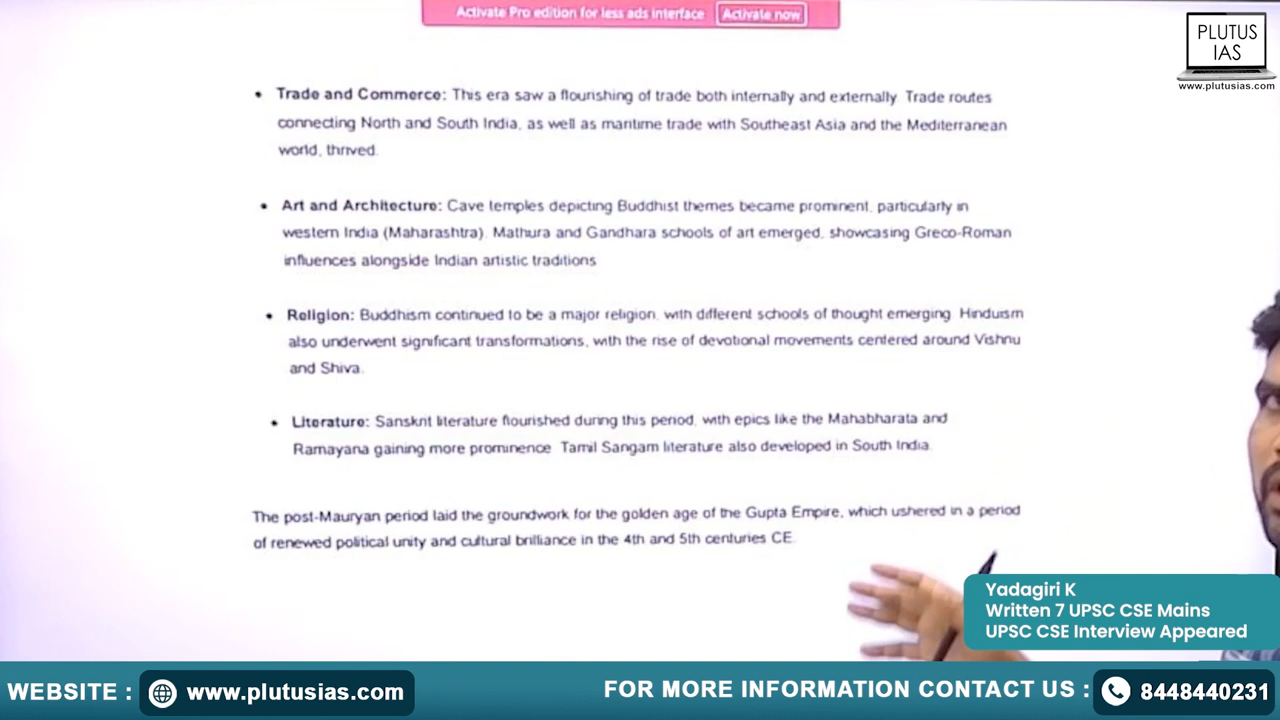 Activate Pro edition for less ads interface Activate now
PLUTUS
IAS
www.plutusias.com
• Trade and Commerce: This era saw a flourishing of trade both internally and externally. Trade routes
connecting North and South India, as well as maritime trade with Southeast Asia and the Mediterranean
world, thrived.
• Art and Architecture: Cave temples depicting Buddhist themes became prominent, particularly in
western India (Maharashtra). Mathura and Gandhara schools of art emerged, showcasing Greco-Roman
influences alongside Indian artistic traditions
• Religion: Buddhism continued to be a major religion, with different schools of thought emerging. Hinduism
also underwent significant transformations, with the rise of devotional movements centered around Vishnu
and Shiva.
• Literature: Sanskrit literature flourished during this period, with epics like the Mahabharata and
Ramayana gaining more prominence. Tamil Sangam literature also developed in South India.
The post-Mauryan period laid the groundwork for the golden age of the Gupta Empire, which ushered in a period
of renewed political unity and cultural brilliance in the 4th and 5th centuries CE.
Yadagiri K
Written 7 UPSC CSE Mains
UPSC CSE Interview Appeared
WEBSITE : www.plutusias.com FOR MORE INFORMATION CONTACT US : 8448440231